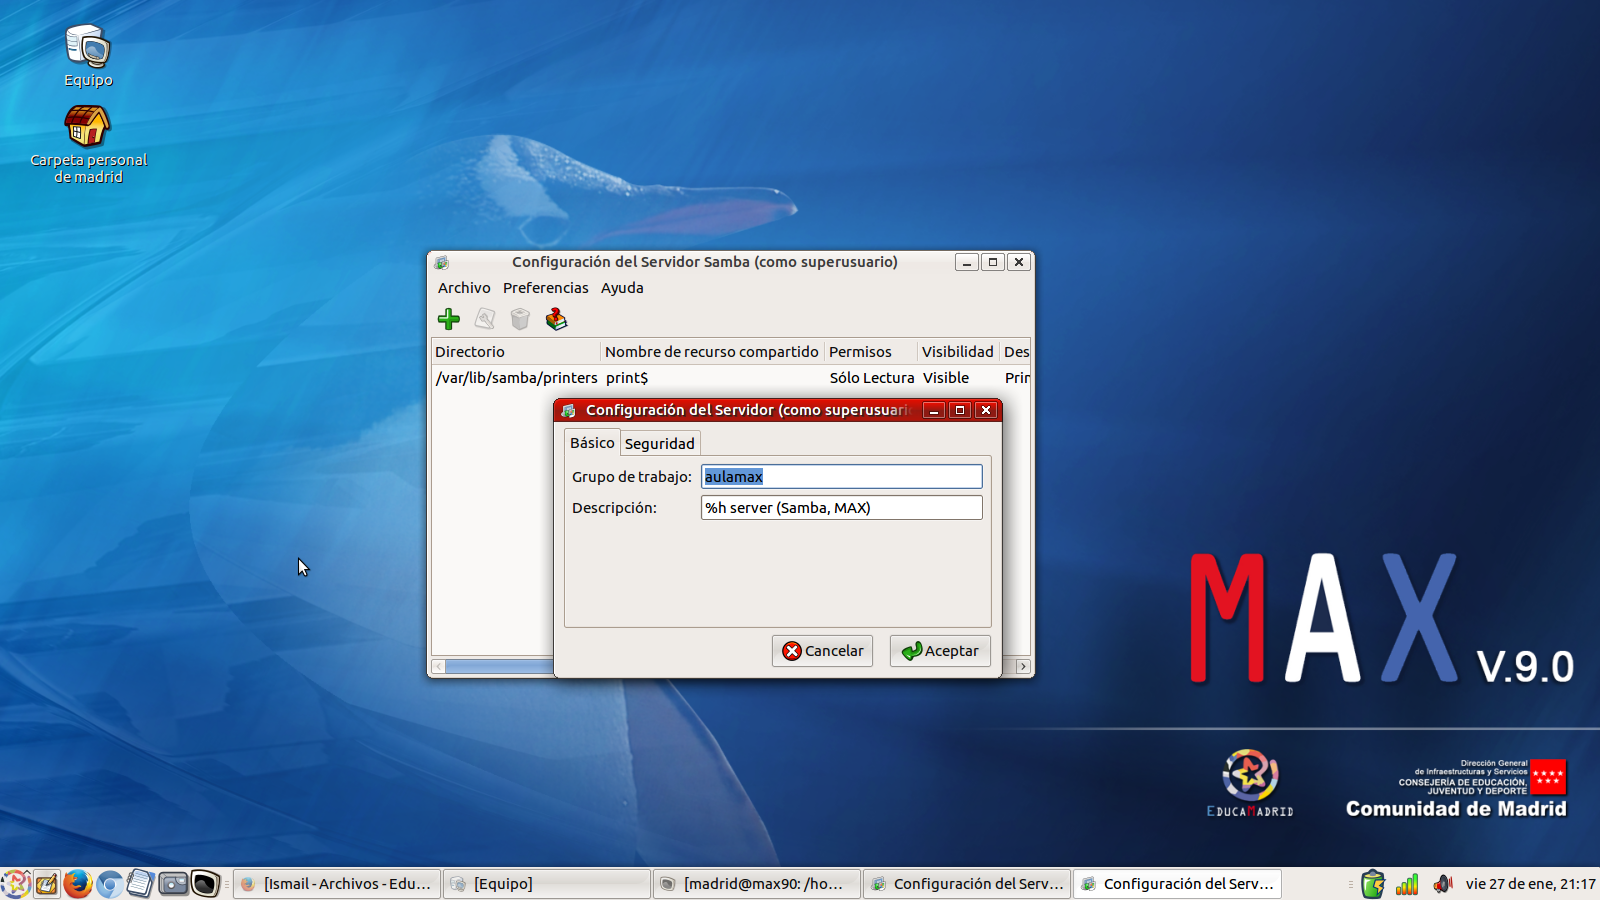 Equipo
Carpeta personal
de madrid
Configuración del Servidor Samba (como superusuario)
Archivo Preferencias Ayuda
Directorio Nombre de recurso compartido Permisos Visibilidad Des
/var/lib/samba/printers print$ Sólo Lectura Visible Prin
Configuración del Servidor (como superusuari
Básico Seguridad
Grupo de trabajo: aulamax
Descripción: %h server (Samba, MAX)
Cancelar Aceptar
MAX V.9.0
EDUCAMADRID
Dirección General
de Infraestructuras y Servicios
CONSEJERÍA DE EDUCACIÓN,
JUVENTUD Y DEPORTE
Comunidad de Madrid
[Ismail - Archivos - Edu... [Equipo] [madrid@max90: /ho... Configuración del Serv... Configuración del Serv... vie 27 de ene, 21:17